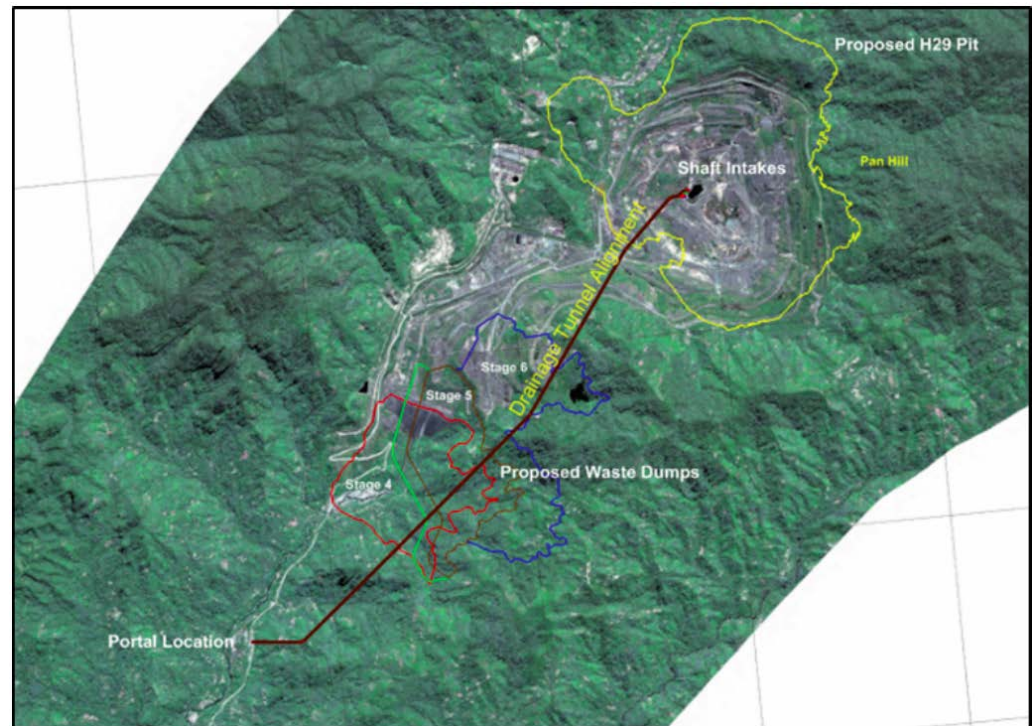 Proposed H29 Pit
Pan Hill
Shaft Intakes
Drainage Tunnel Alignment
Stage 6
Stage 5
Proposed Waste Dumps
Stage 4
Portal Location